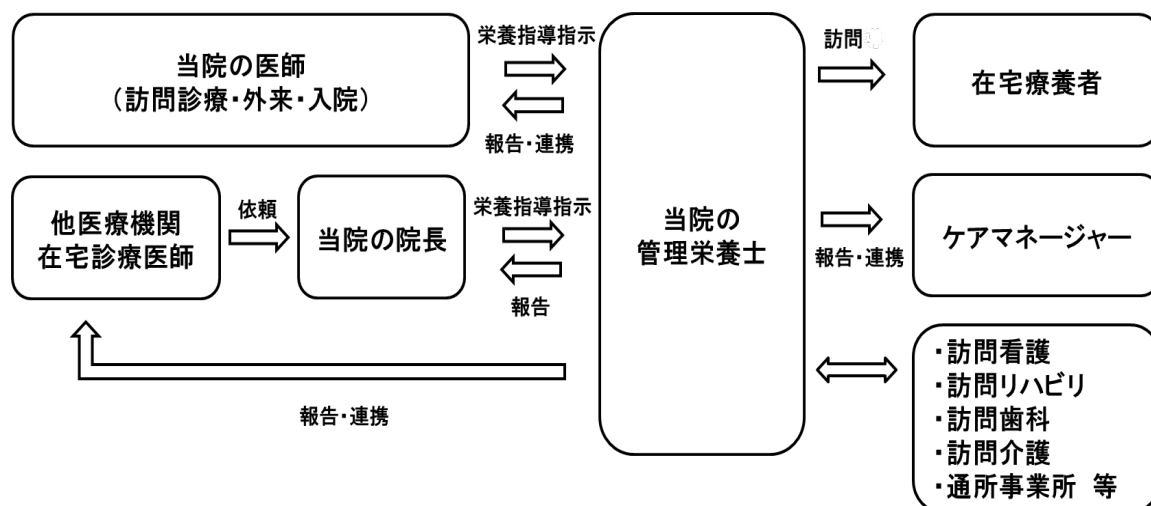 当院の医師
（訪問診療・外来・入院）
栄養指導指示
報告・連携
他医療機関
在宅診療医師
依頼
当院の院長
栄養指導指示
報告
報告・連携
当院の
管理栄養士
訪問
在宅療養者
報告・連携
ケアマネージャー
・訪問看護
・訪問リハビリ
・訪問歯科
・訪問介護
・通所事業所 等